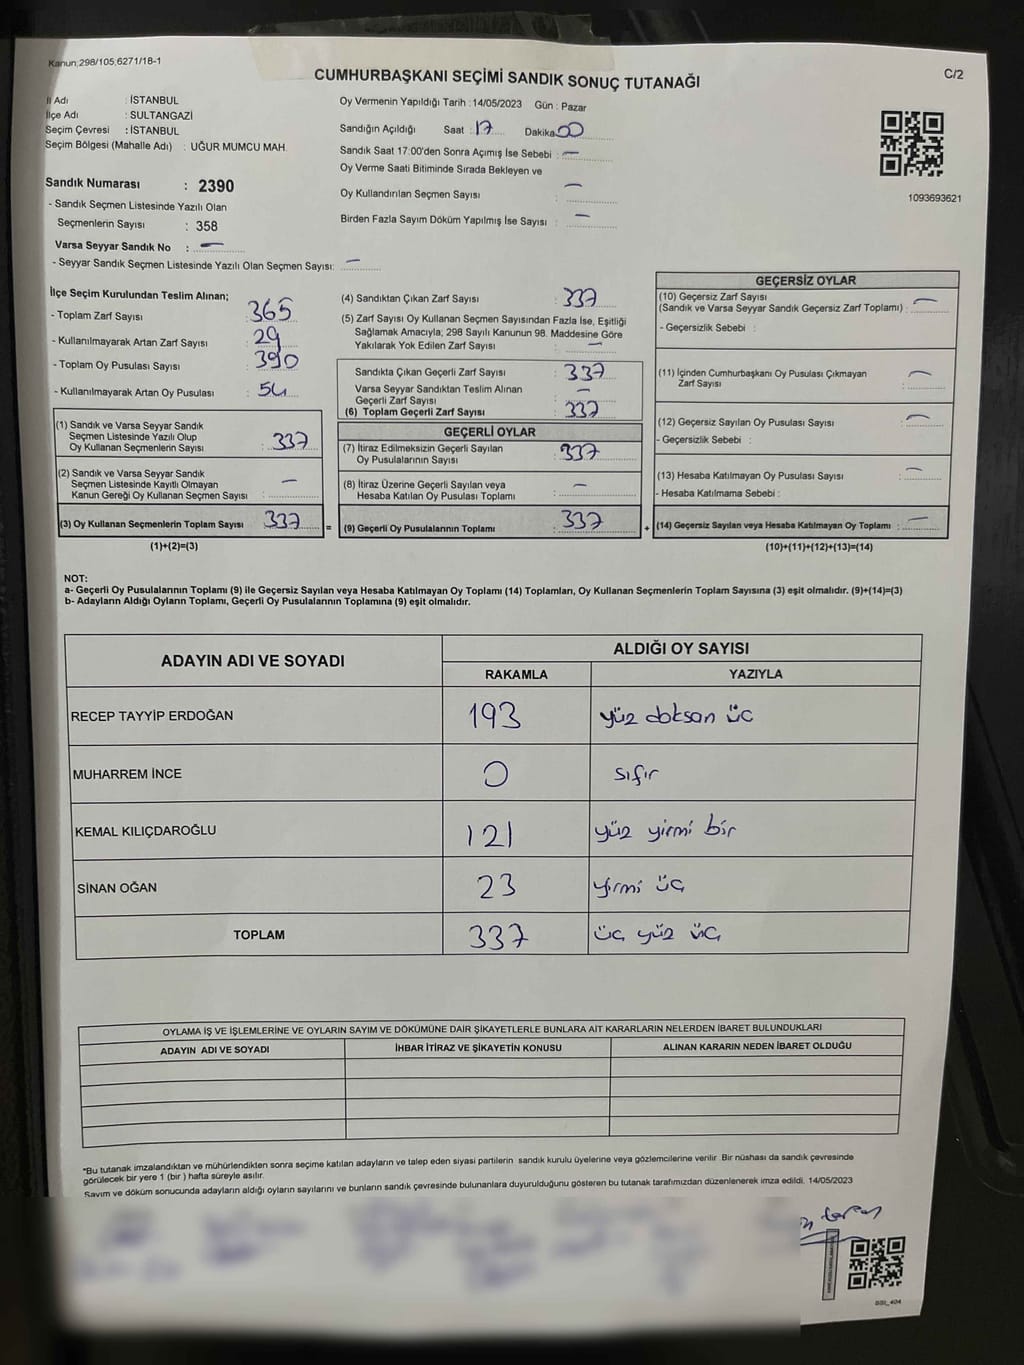 Kanun;298/105,6271/18-1
CUMHURBAŞKANI SEÇİMİ SANDIK SONUÇ TUTANAĞI
C/2
İl Adı : İSTANBUL
İlçe Adı : SULTANGAZİ
Seçim Çevresi : İSTANBUL
Seçim Bölgesi (Mahalle Adı) : UĞUR MUMCU MAH.
Sandık Numarası : 2390
- Sandık Seçmen Listesinde Yazılı Olan
Seçmenlerin Sayısı : 358
Varsa Seyyar Sandık No : —
- Seyyar Sandık Seçmen Listesinde Yazılı Olan Seçmen Sayısı: —
Oy Vermenin Yapıldığı Tarih : 14/05/2023 Gün : Pazar
Sandığın Açıldığı Saat : 17 Dakika 00
Sandık Saat 17:00'den Sonra Açımış İse Sebebi : —
Oy Verme Saati Bitiminde Sırada Bekleyen ve
Oy Kullandırılan Seçmen Sayısı : —
Birden Fazla Sayım Döküm Yapılmış İse Sayısı : —
1093693621
İlçe Seçim Kurulundan Teslim Alınan;
- Toplam Zarf Sayısı : 365
- Kullanılmayarak Artan Zarf Sayısı : 29
- Toplam Oy Pusulası Sayısı : 390
- Kullanılmayarak Artan Oy Pusulası : 54
(1) Sandık ve Varsa Seyyar Sandık
Seçmen Listesinde Yazılı Olup
Oy Kullanan Seçmenlerin Sayısı : 337
(2) Sandık ve Varsa Seyyar Sandık
Seçmen Listesinde Kayıtlı Olmayan
Kanun Gereği Oy Kullanan Seçmen Sayısı : —
(3) Oy Kullanan Seçmenlerin Toplam Sayısı : 337 =
(1)+(2)=(3)
(4) Sandıktan Çıkan Zarf Sayısı : 337
(5) Zarf Sayısı Oy Kullanan Seçmen Sayısından Fazla İse, Eşitliği
Sağlamak Amacıyla; 298 Sayılı Kanunun 98. Maddesine Göre
Yakılarak Yok Edilen Zarf Sayısı : —
Sandıkta Çıkan Geçerli Zarf Sayısı : 337
Varsa Seyyar Sandıktan Teslim Alınan
Geçerli Zarf Sayısı : —
(6) Toplam Geçerli Zarf Sayısı : 337
GEÇERLİ OYLAR
(7) İtiraz Edilmeksizin Geçerli Sayılan
Oy Pusulalarının Sayısı : 337
(8) İtiraz Üzerine Geçerli Sayılan veya
Hesaba Katılan Oy Pusulası Toplamı : —
(9) Geçerli Oy Pusulalarının Toplamı : 337 +
GEÇERSİZ OYLAR
(10) Geçersiz Zarf Sayısı
(Sandık ve Varsa Seyyar Sandık Geçersiz Zarf Toplamı) : —
- Geçersizlik Sebebi :
(11) İçinden Cumhurbaşkanı Oy Pusulası Çıkmayan
Zarf Sayısı : —
(12) Geçersiz Sayılan Oy Pusulası Sayısı : —
- Geçersizlik Sebebi :
(13) Hesaba Katılmayan Oy Pusulası Sayısı : —
- Hesaba Katılmama Sebebi :
(14) Geçersiz Sayılan veya Hesaba Katılmayan Oy Toplamı : —
(10)+(11)+(12)+(13)=(14)
NOT:
a- Geçerli Oy Pusulalarının Toplamı (9) ile Geçersiz Sayılan veya Hesaba Katılmayan Oy Toplamı (14) Toplamları, Oy Kullanan Seçmenlerin Toplam Sayısına (3) eşit olmalıdır. (9)+(14)=(3)
b- Adayların Aldığı Oyların Toplamı, Geçerli Oy Pusulalarının Toplamına (9) eşit olmalıdır.
ADAYIN ADI VE SOYADI ALDIĞI OY SAYISI
RAKAMLA YAZIYLA
RECEP TAYYİP ERDOĞAN 193 yüz doksan üç
MUHARREM İNCE 0 sıfır
KEMAL KILIÇDAROĞLU 121 yüz yirmi bir
SİNAN OĞAN 23 yirmi üç
TOPLAM 337 üç yüz üç
OYLAMA İŞ VE İŞLEMLERİNE VE OYLARIN SAYIM VE DÖKÜMÜNE DAİR ŞİKAYETLERLE BUNLARA AİT KARARLARIN NELERDEN İBARET BULUNDUKLARI
ADAYIN ADI VE SOYADI İHBAR İTİRAZ VE ŞİKAYETİN KONUSU ALINAN KARARIN NEDEN İBARET OLDUĞU
*Bu tutanak imzalandıktan ve mühürlendikten sonra seçime katılan adayların ve talep eden siyasi partilerin sandık kurulu üyelerine veya gözlemcilerine verilir. Bir nüshası da sandık çevresinde
görülecek bir yere 1 (bir ) hafta süreyle asılır.
Sayım ve döküm sonucunda adayların aldığı oyların sayılarını ve bunların sandık çevresinde bulunanlara duyurulduğunu gösteren bu tutanak tarafımızdan düzenlenerek imza edildi. 14/05/2023